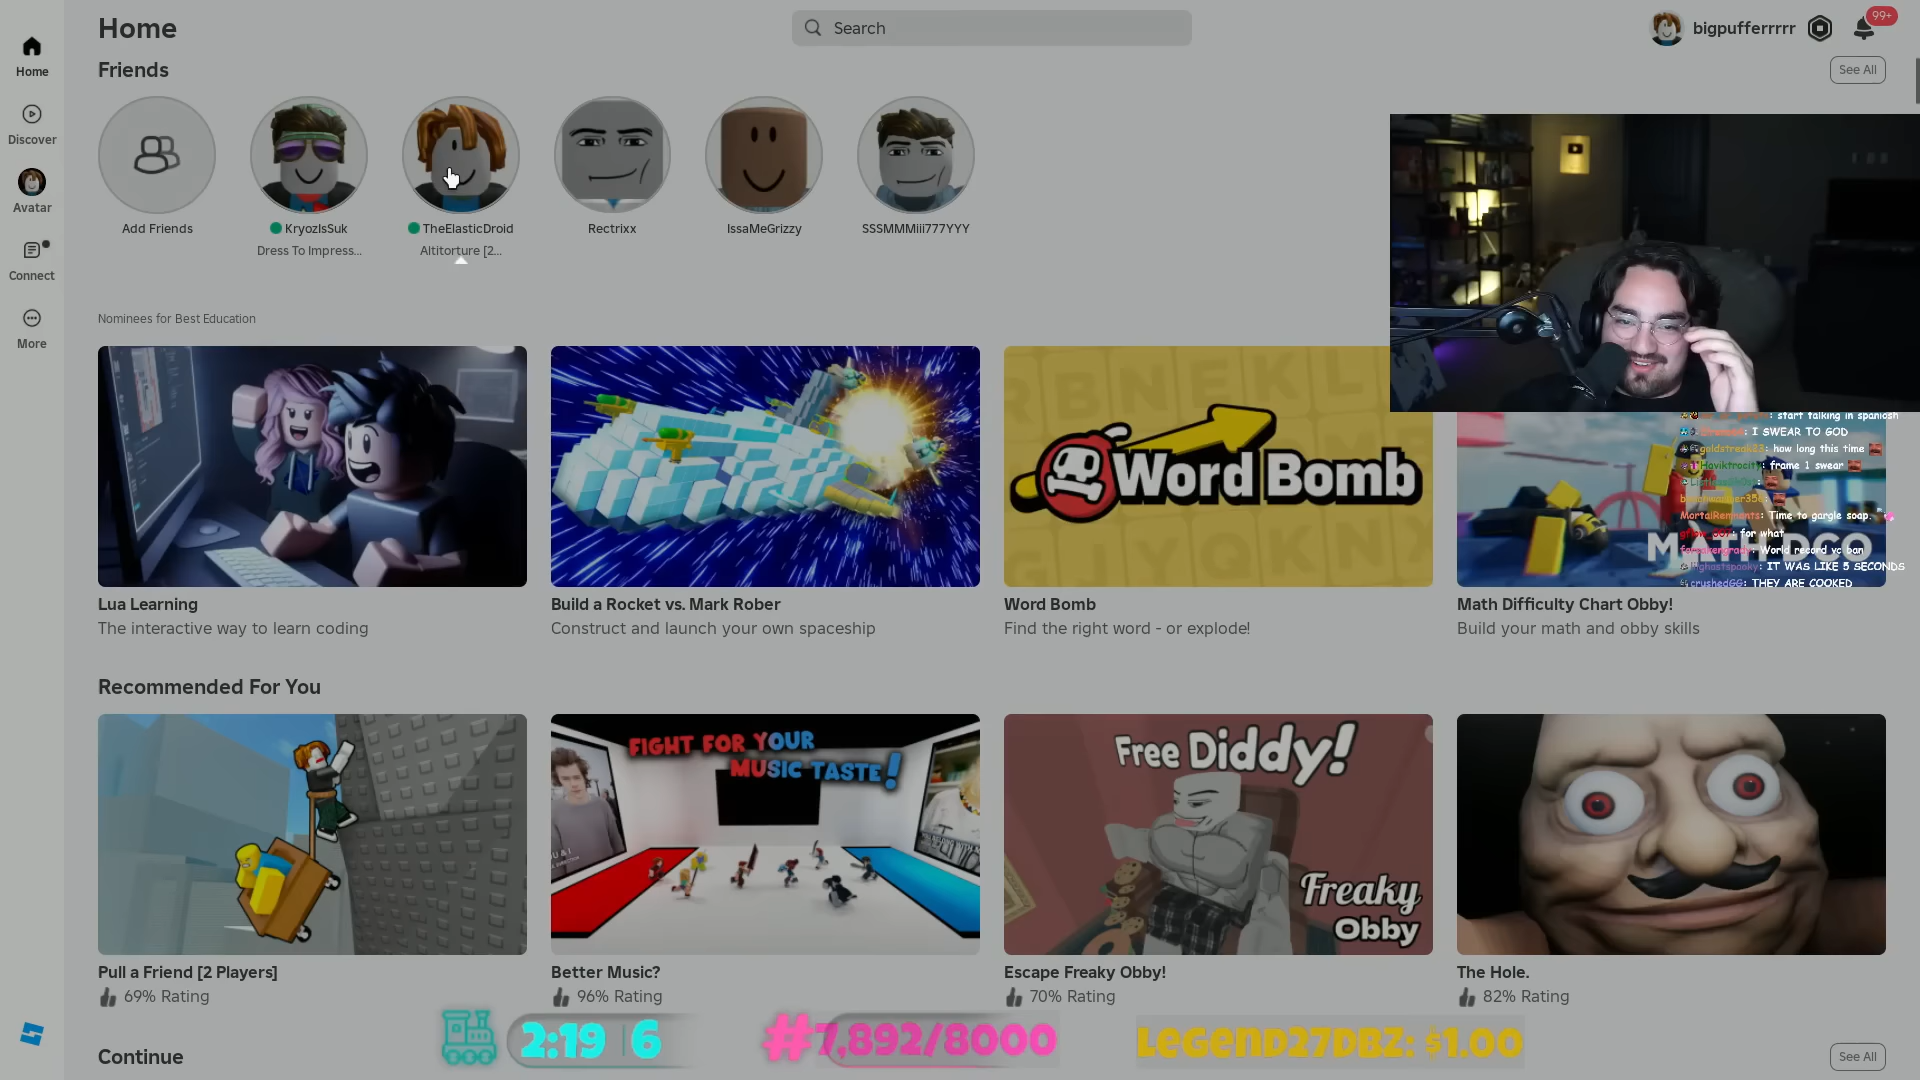 Home
Search
bigpufferrrrr
99+
Home
Discover
Avatar
Connect
More
Friends
See All
Add Friends
KryozIsSuk
Dress To Impress...
TheElasticDroid
Altitorture [2...
Rectrixx
IssaMeGrizzy
SSSMMMiii777YYY
Nominees for Best Education
Word Bomb
: start talking in spaniosh
: I SWEAR TO GOD
goldstreak23: how long this time
: frame 1 swear
MortalRemnants: Time to gargle soap.
: for what
: World record vc ban
: IT WAS LIKE 5 SECONDS
crushedGG: THEY ARE COOKED
Lua Learning
The interactive way to learn coding
Build a Rocket vs. Mark Rober
Construct and launch your own spaceship
Word Bomb
Find the right word - or explode!
Math Difficulty Chart Obby!
Build your math and obby skills
Recommended For You
FIGHT FOR YOUR
MUSIC TASTE!
Free Diddy!
Freaky
Obby
Pull a Friend [2 Players]
69% Rating
Better Music?
96% Rating
Escape Freaky Obby!
70% Rating
The Hole.
82% Rating
2:19 6
#7,892/8000
LEGEND27DBZ: $1.00
Continue
See All